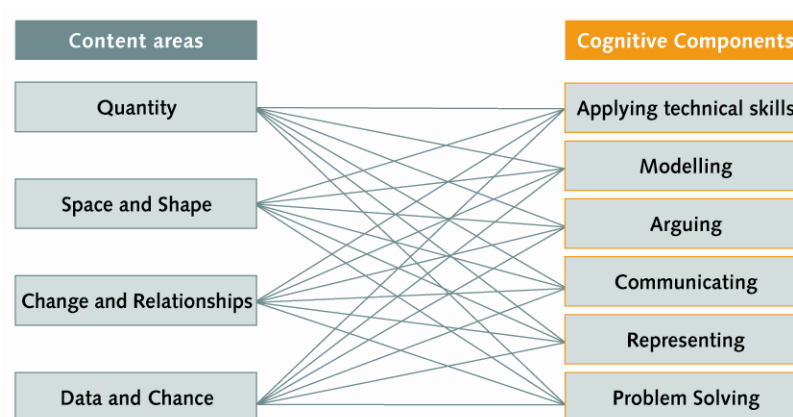 Content areas
Cognitive Components
Quantity
Applying technical skills
Modelling
Space and Shape
Arguing
Communicating
Change and Relationships
Representing
Data and Chance
Problem Solving